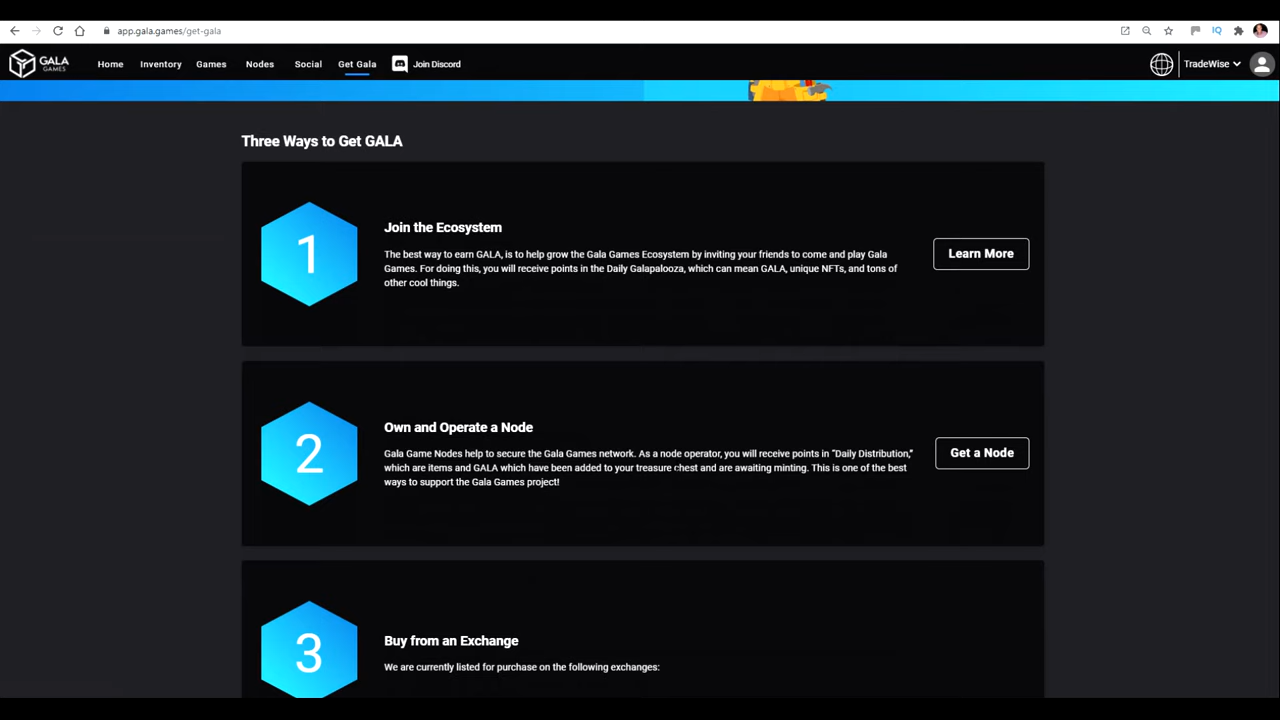 app.gala.games/get-gala
IQ
GALA
GAMES
Home Inventory Games Nodes Social Get Gala Join Discord TradeWise
Three Ways to Get GALA
1
Join the Ecosystem
The best way to earn GALA, is to help grow the Gala Games Ecosystem by inviting your friends to come and play Gala
Games. For doing this, you will receive points in the Daily Galapalooza, which can mean GALA, unique NFTs, and tons of
other cool things.
Learn More
2
Own and Operate a Node
Gala Game Nodes help to secure the Gala Games network. As a node operator, you will receive points in “Daily Distribution,”
which are items and GALA which have been added to your treasure chest and are awaiting minting. This is one of the best
ways to support the Gala Games project!
Get a Node
3
Buy from an Exchange
We are currently listed for purchase on the following exchanges: